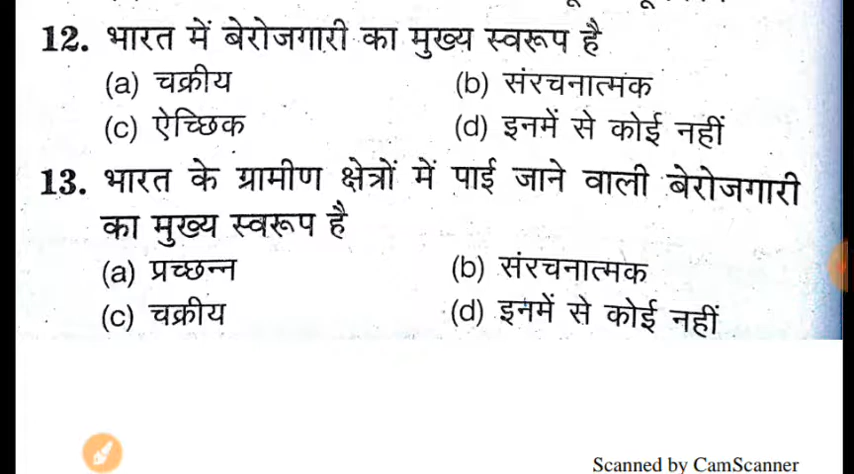 12. भारत में बेरोजगारी का मुख्य स्वरूप है
(a) चक्रीय (b) संरचनात्मक
(c) ऐच्छिक (d) इनमें से कोई नहीं
13. भारत के ग्रामीण क्षेत्रों में पाई जाने वाली बेरोजगारी
का मुख्य स्वरूप है
(a) प्रच्छन्न (b) संरचनात्मक
(c) चक्रीय (d) इनमें से कोई नहीं
Scanned by CamScanner